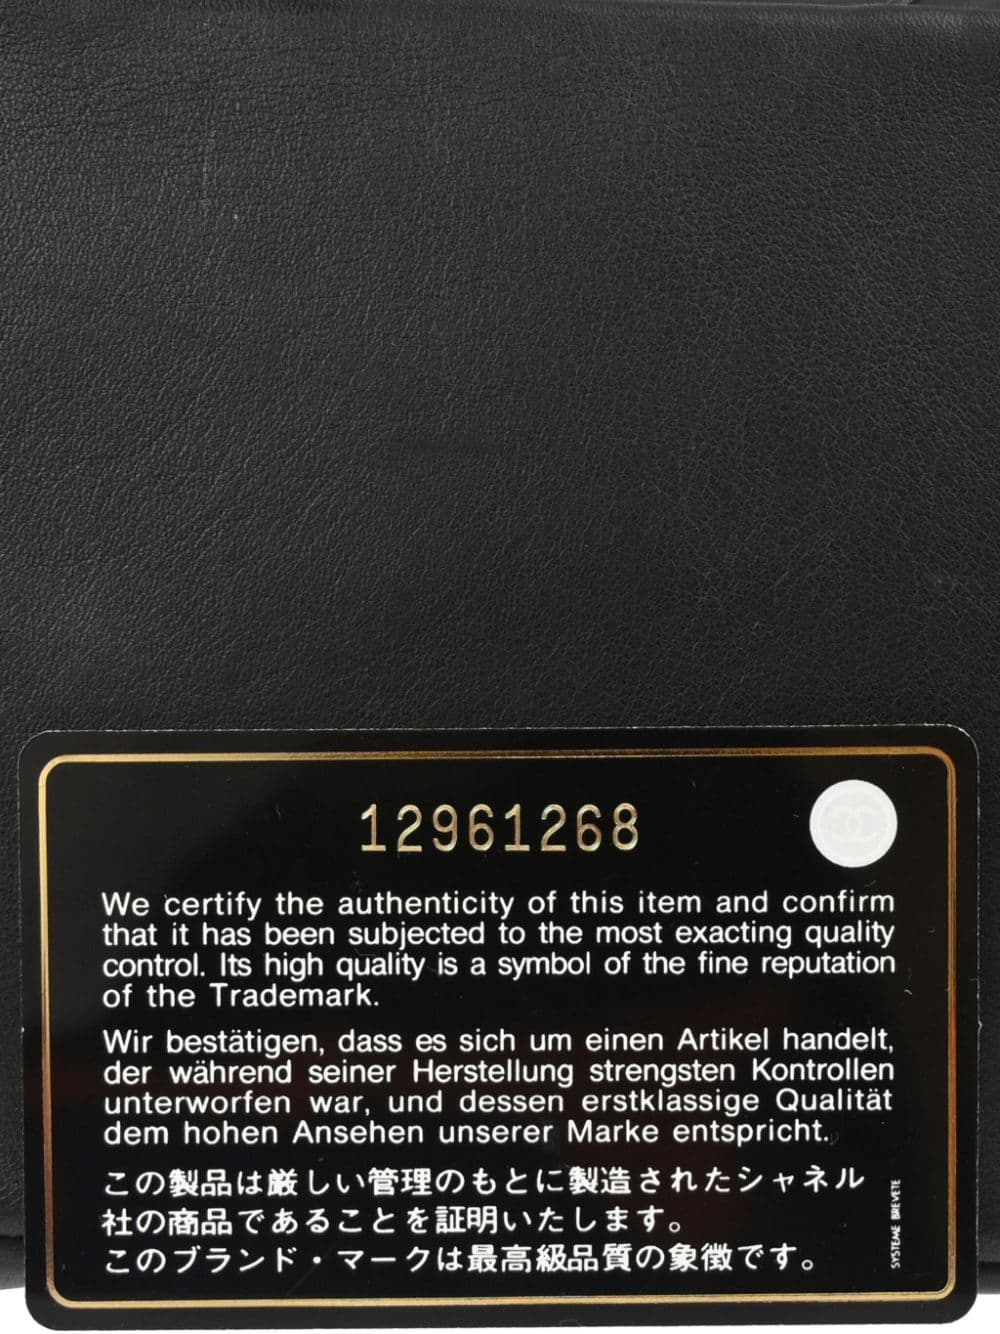 12961268
We certify the authenticity of this item and confirm
that it has been subjected to the most exacting quality
control. Its high quality is a symbol of the fine reputation
of the Trademark.
Wir bestätigen, dass es sich um einen Artikel handelt,
der während seiner Herstellung strengsten Kontrollen
unterworfen war, und dessen erstklassige Qualität
dem hohen Ansehen unserer Marke entspricht.
この製品は厳しい管理のもとに製造されたシャネル
社の商品であることを証明いたします。
このブランド・マークは最高級品質の象徴です。
SYSTEME BREVETE